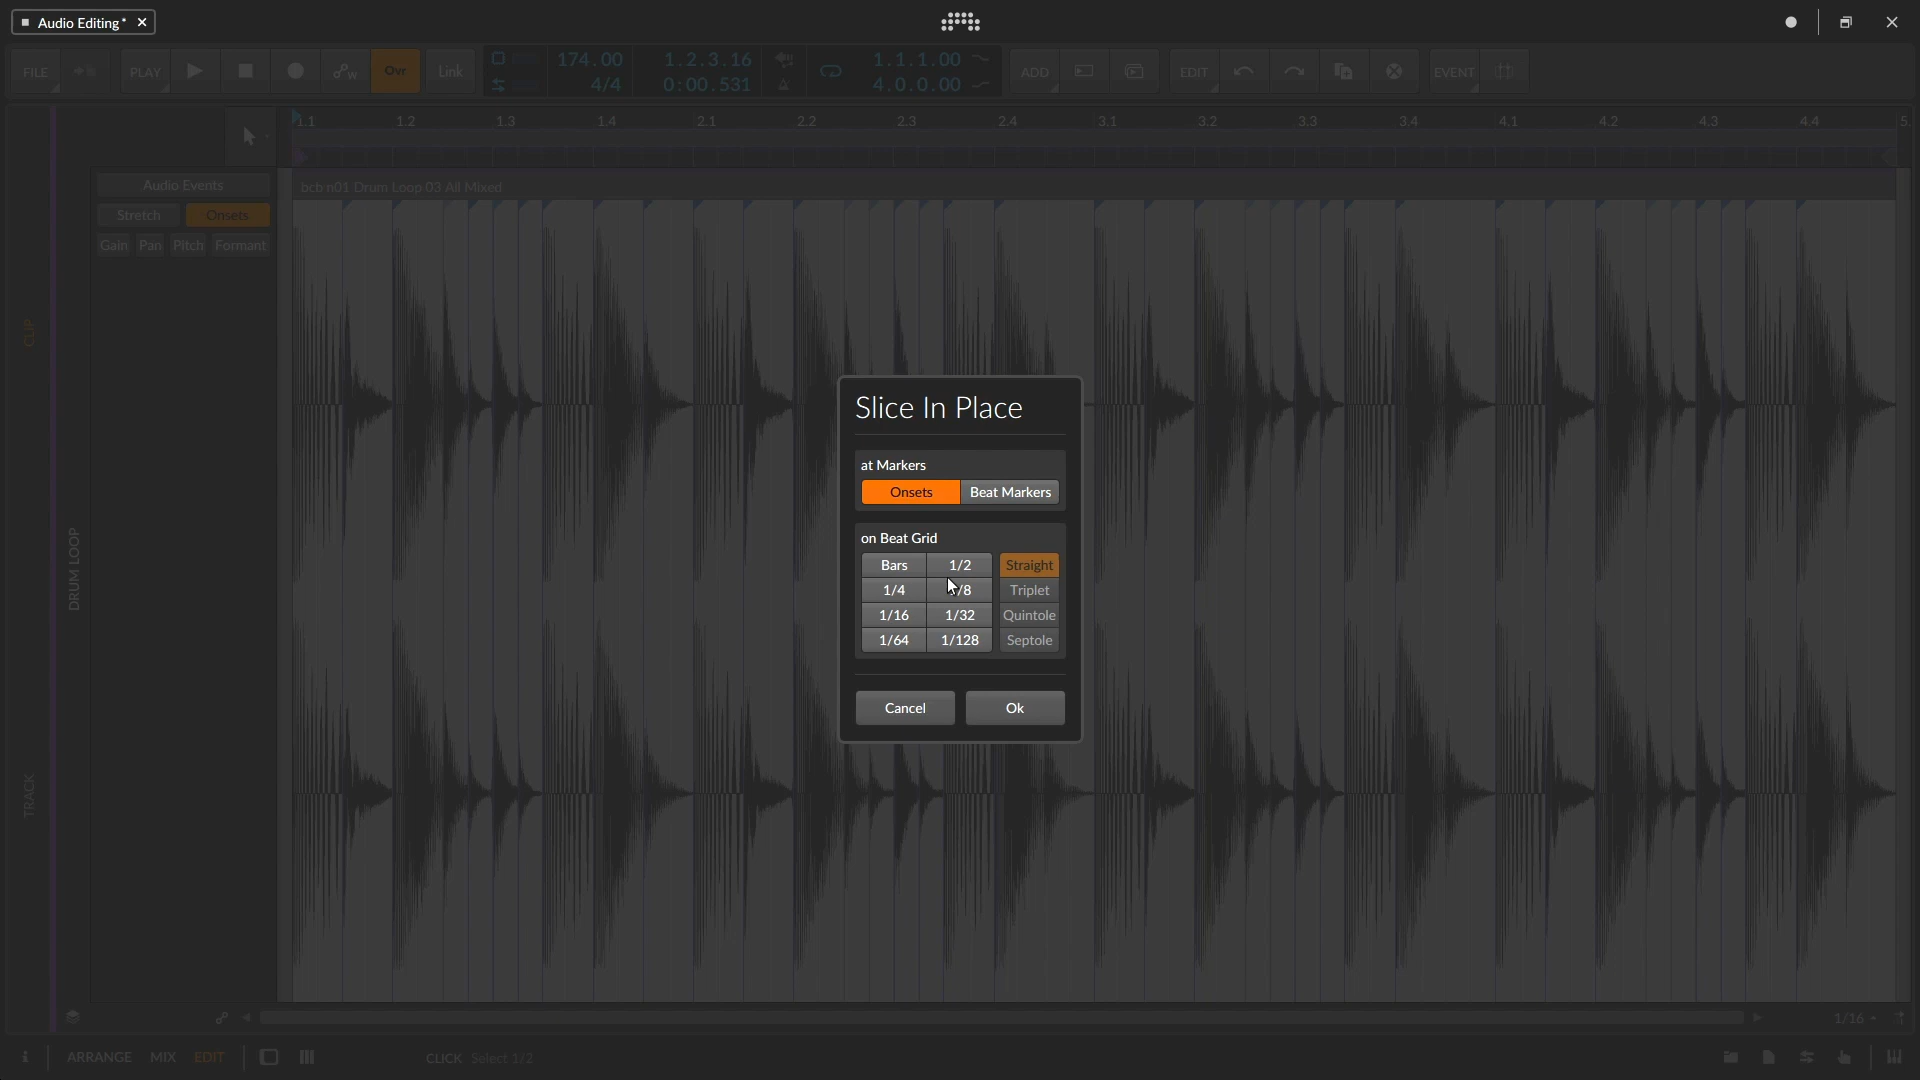 Audio Editing*
FILE
PLAY
Ovr
Link
174.00
4/4
1.2.3.16
0:00.531
1.1.1.00
4.0.0.00
ADD
EDIT
EVENT
1.1 1.2 1.3 1.4 2.1 2.2 2.3 2.4 3.1 3.2 3.3 3.4 4.1 4.2 4.3 4.4 5.
Audio Events
bcb n01 Drum Loop 03 All Mixed
Stretch Onsets
Gain Pan Pitch Formant
CLIP
DRUM LOOP
TRACK
Slice In Place
at Markers
Onsets Beat Markers
on Beat Grid
Bars 1/2 Straight
1/4 /8 Triplet
1/16 1/32 Quintole
1/64 1/128 Septole
Cancel Ok
1/16
i ARRANGE MIX EDIT
CLICK Select 1/2